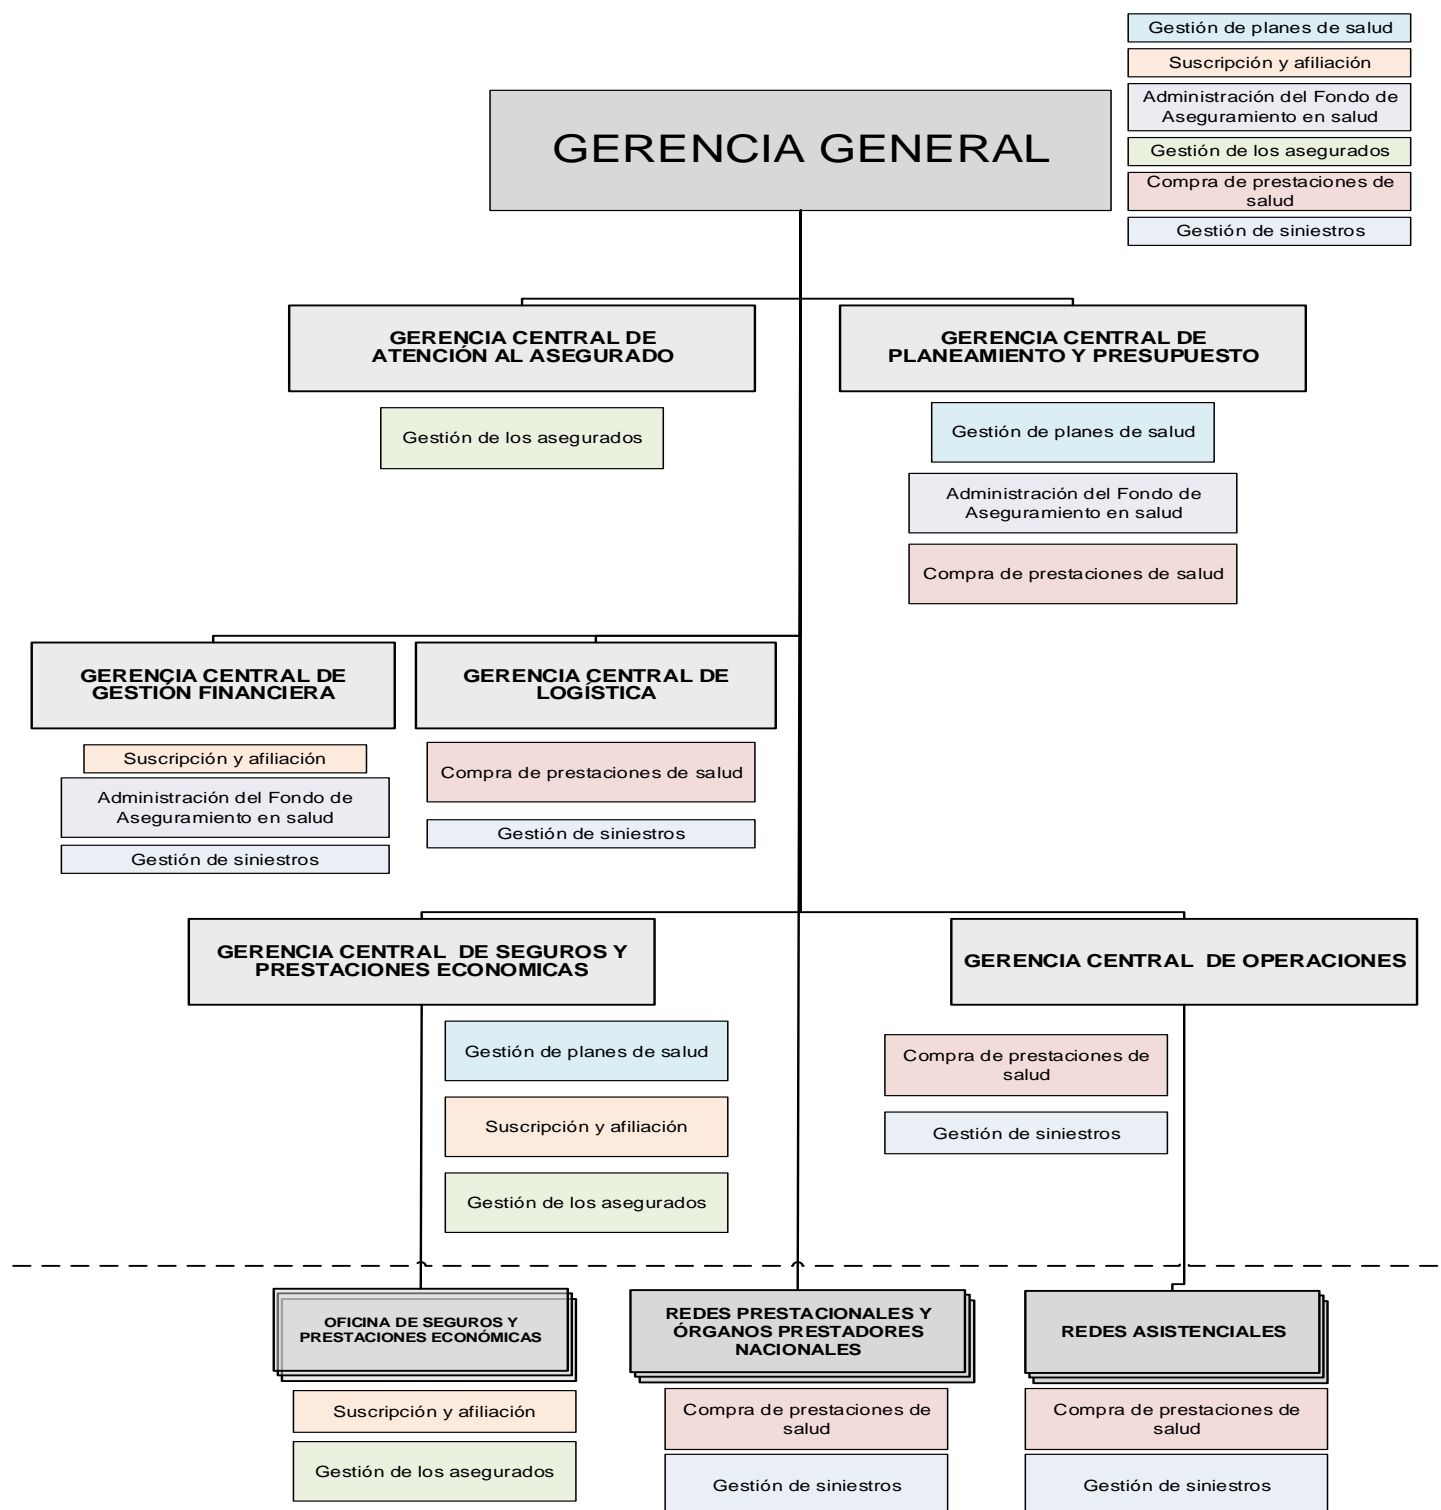 Gestión de planes de salud
Suscripción y afiliación
Administración del Fondo de
Aseguramiento en salud
Gestión de los asegurados
Compra de prestaciones de
salud
Gestión de siniestros
GERENCIA GENERAL
GERENCIA CENTRAL DE
ATENCIÓN AL ASEGURADO
Gestión de los asegurados
GERENCIA CENTRAL DE
PLANEAMIENTO Y PRESUPUESTO
Gestión de planes de salud
Administración del Fondo de
Aseguramiento en salud
Compra de prestaciones de salud
GERENCIA CENTRAL DE
GESTIÓN FINANCIERA
Suscripción y afiliación
Administración del Fondo de
Aseguramiento en salud
Gestión de siniestros
GERENCIA CENTRAL DE
LOGÍSTICA
Compra de prestaciones de salud
Gestión de siniestros
GERENCIA CENTRAL DE SEGUROS Y
PRESTACIONES ECONOMICAS
Gestión de planes de salud
Suscripción y afiliación
Gestión de los asegurados
GERENCIA CENTRAL DE OPERACIONES
Compra de prestaciones de
salud
Gestión de siniestros
OFICINA DE SEGUROS Y
PRESTACIONES ECONÓMICAS
Suscripción y afiliación
Gestión de los asegurados
REDES PRESTACIONALES Y
ÓRGANOS PRESTADORES
NACIONALES
Compra de prestaciones de
salud
Gestión de siniestros
REDES ASISTENCIALES
Compra de prestaciones de
salud
Gestión de siniestros